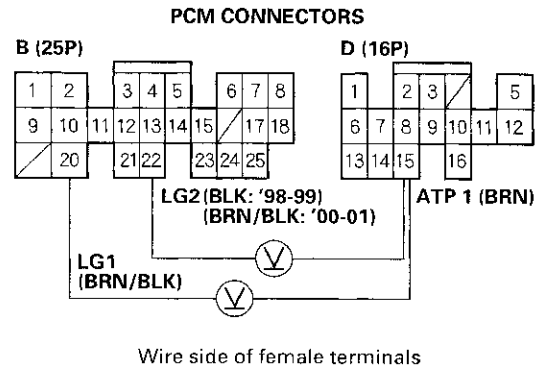 PCM CONNECTORS
B (25P)
D (16P)
1 2 3 4 5 6 7 8
9 10 11 12 13 14 15 17 18
20 21 22 23 24 25
1 2 3 5
6 7 8 9 10 11 12
13 14 15 16
LG2 (BLK: '98-99)
(BRN/BLK: '00-01)
ATP 1 (BRN)
LG1
(BRN/BLK)
V
V
Wire side of female terminals